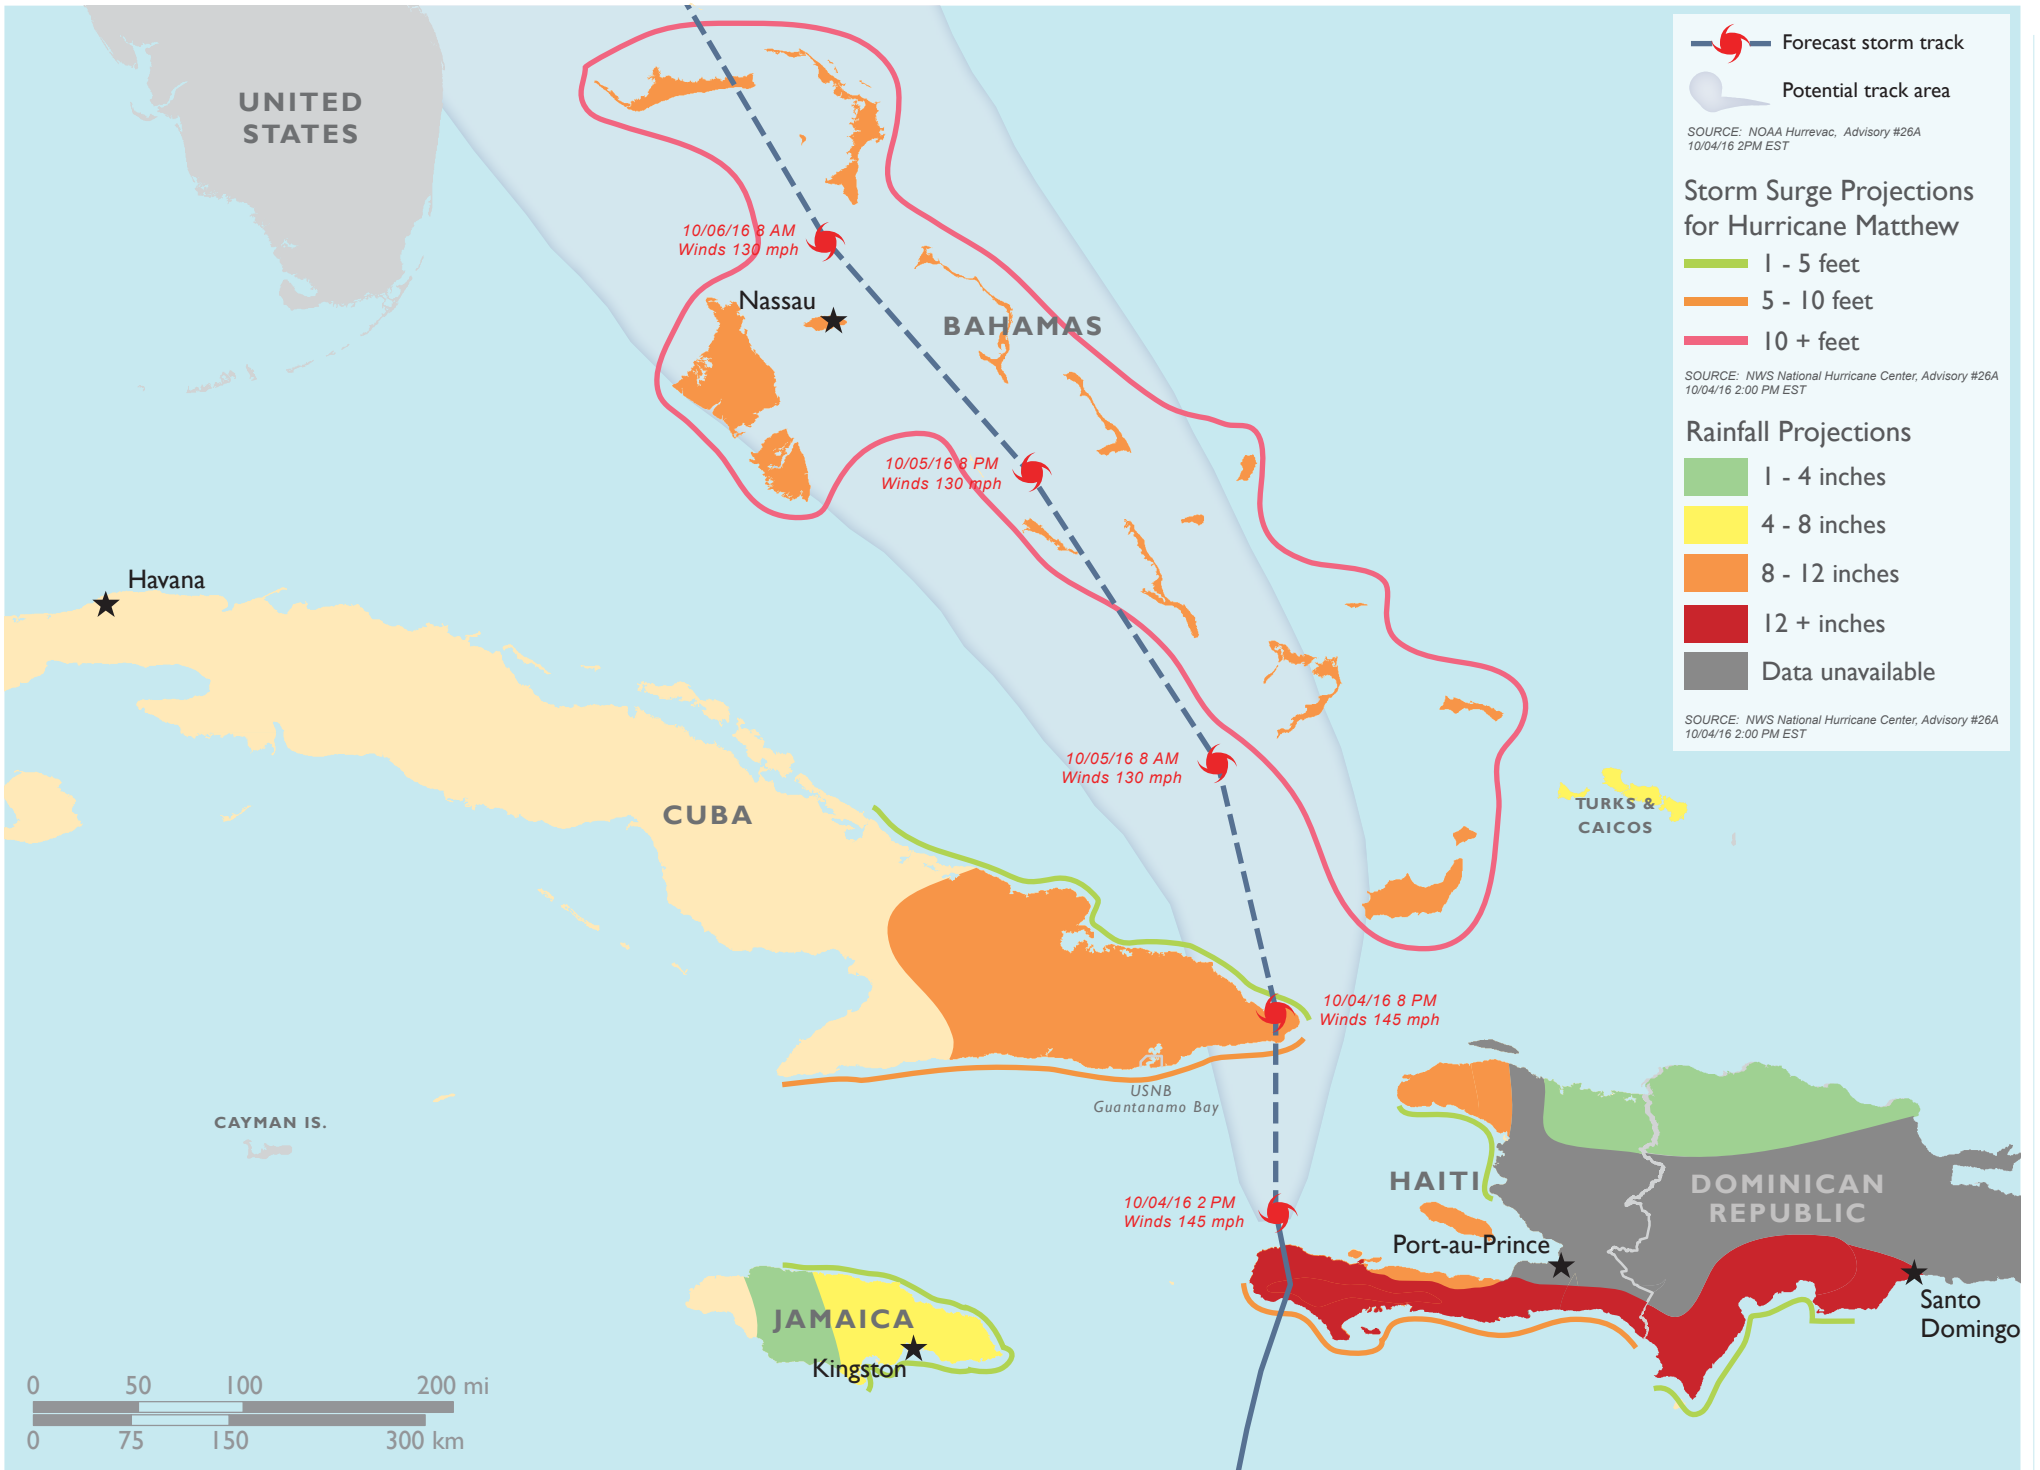 UNITED
STATES
Forecast storm track
Potential track area
SOURCE: NOAA Hurrevac, Advisory #26A
10/04/16 2PM EST
Storm Surge Projections
for Hurricane Matthew
1 - 5 feet
5 - 10 feet
10 + feet
SOURCE: NWS National Hurricane Center, Advisory #26A
10/04/16 2:00 PM EST
Rainfall Projections
1 - 4 inches
4 - 8 inches
8 - 12 inches
12 + inches
Data unavailable
SOURCE: NWS National Hurricane Center, Advisory #26A
10/04/16 2:00 PM EST
10/06/16 8 AM
Winds 130 mph
Nassau
BAHAMAS
10/05/16 8 PM
Winds 130 mph
Havana
10/05/16 8 AM
Winds 130 mph
CUBA
TURKS &
CAICOS
10/04/16 8 PM
Winds 145 mph
USNB
Guantanamo Bay
CAYMAN IS.
HAITI
DOMINICAN
REPUBLIC
10/04/16 2 PM
Winds 145 mph
Port-au-Prince
Santo
Domingo
JAMAICA
Kingston
0 50 100 200 mi
0 75 150 300 km